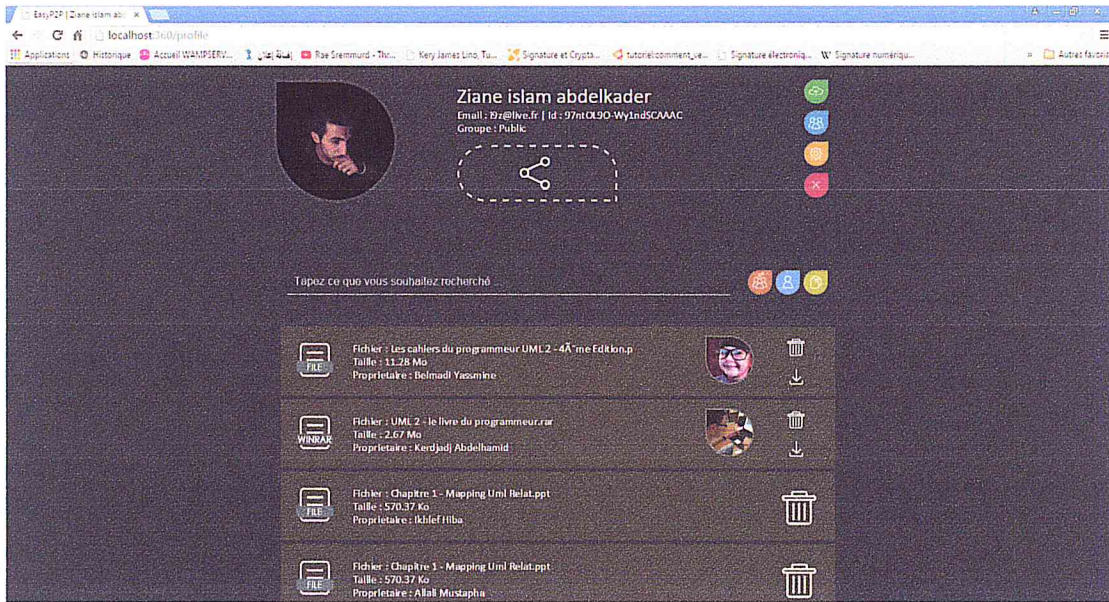 EasyP2P | Ziane islam abd
localhost:360/profile
Applications Historique Accueil WAMPSERV... Rae Sremmurd - Thr... Kery James Lino, Tu... Signature et Crypta... tutoriel:comment_ve... Signature électroniq... Signature numériqu... » Autres favoris
Ziane islam abdelkader
Email : i9z@live.fr | Id : 97ntOL9O-Wy1ndSCAAAC
Groupe : Public
Tapez ce que vous souhaitez recherché
FILE
Fichier : Les cahiers du programmeur UML 2 - 4Ã¨me Edition.p
Taille : 11.28 Mo
Proprietaire : Belmadi Yassmine
WINRAR
Fichier : UML 2 - le livre du programmeur.rar
Taille : 2.67 Mo
Proprietaire : Kerdjadj Abdelhamid
FILE
Fichier : Chapitre 1 - Mapping Uml Relat.ppt
Taille : 570.37 Ko
Proprietaire : Ikhlef Hiba
FILE
Fichier : Chapitre 1 - Mapping Uml Relat.ppt
Taille : 570.37 Ko
Proprietaire : Allali Mustapha